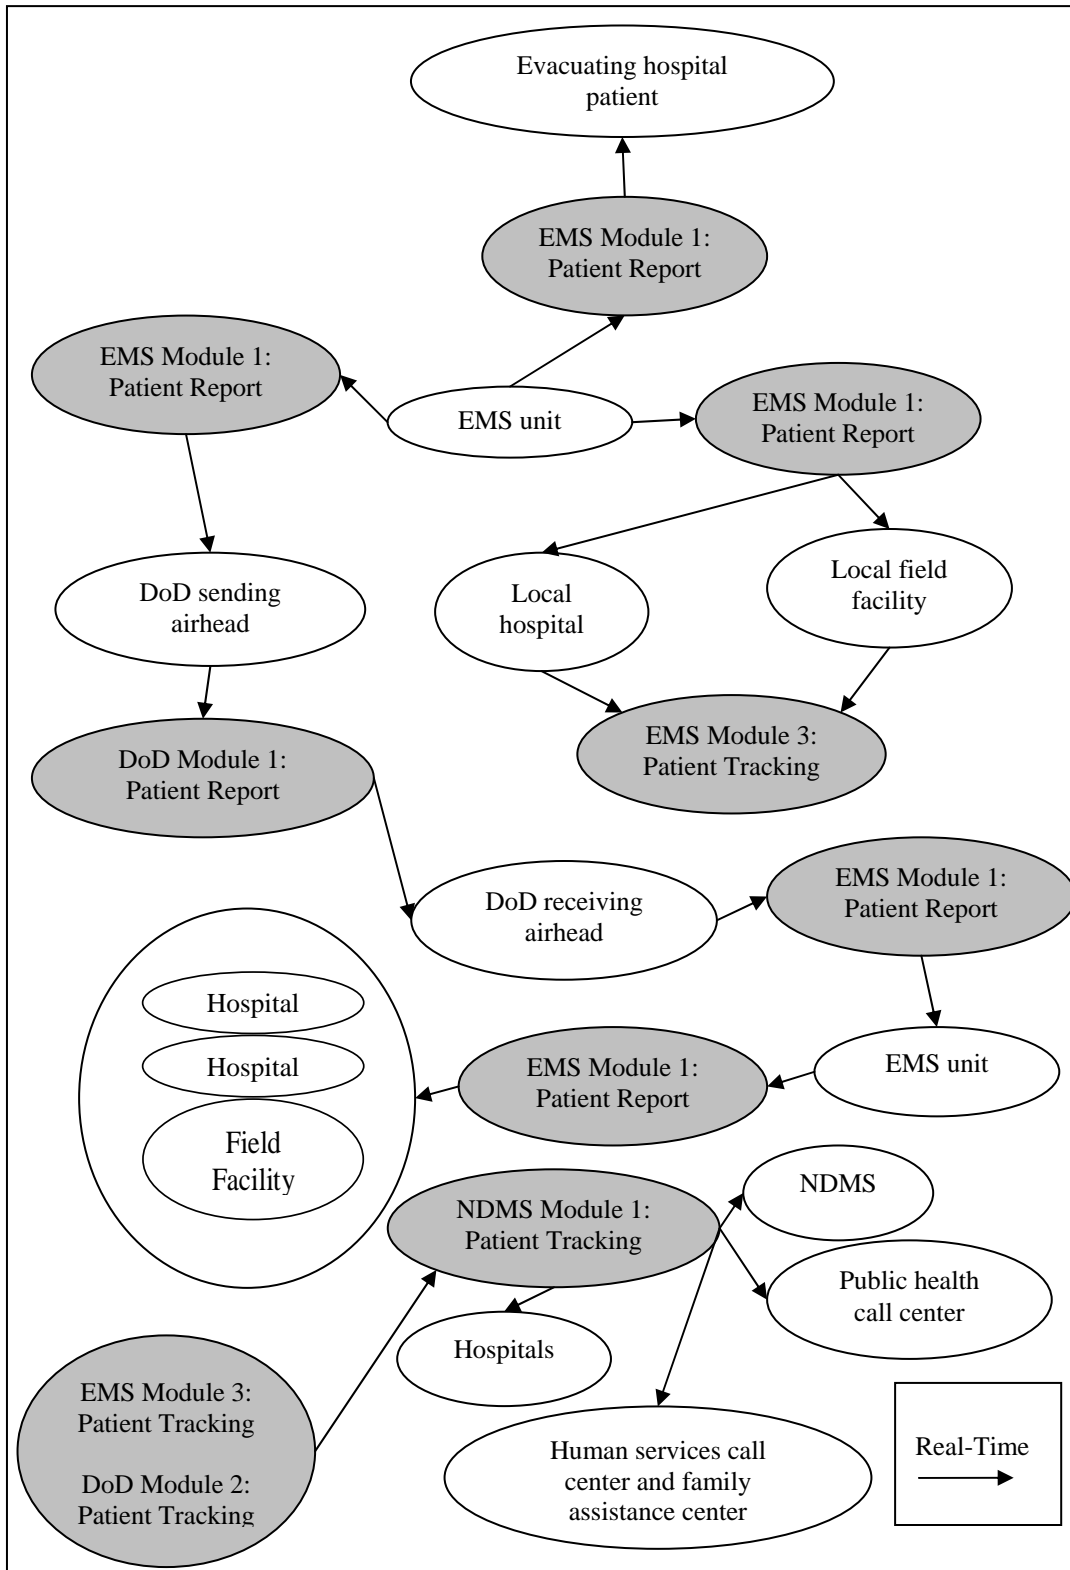 Evacuating hospital
patient
EMS Module 1:
Patient Report
EMS Module 1:
Patient Report
EMS unit
EMS Module 1:
Patient Report
DoD sending
airhead
Local
hospital
Local field
facility
EMS Module 3:
Patient Tracking
DoD Module 1:
Patient Report
DoD receiving
airhead
EMS Module 1:
Patient Report
Hospital
Hospital
Field
Facility
EMS Module 1:
Patient Report
EMS unit
NDMS Module 1:
Patient Tracking
NDMS
Public health
call center
Hospitals
EMS Module 3:
Patient Tracking
DoD Module 2:
Patient Tracking
Human services call
center and family
assistance center
Real-Time